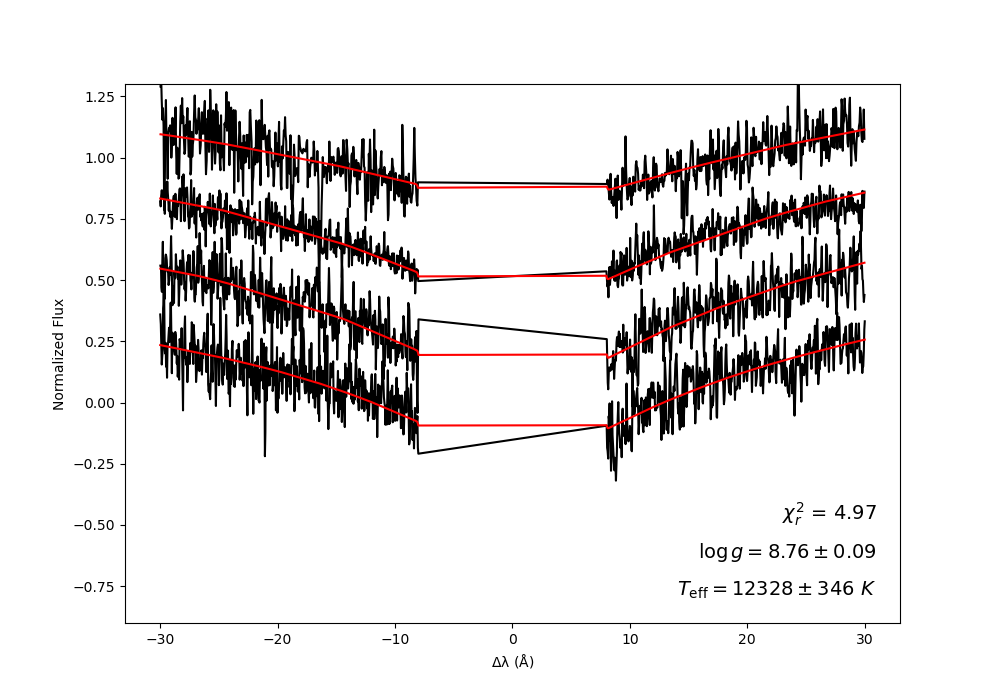 1.25
1.00
0.75
0.50
0.25
0.00
−0.25
−0.50
−0.75
Normalized Flux
χ²ᵣ = 4.97
log g = 8.76 ± 0.09
T_eff = 12328 ± 346 K
−30 −20 −10 0 10 20 30
Δλ (Å)